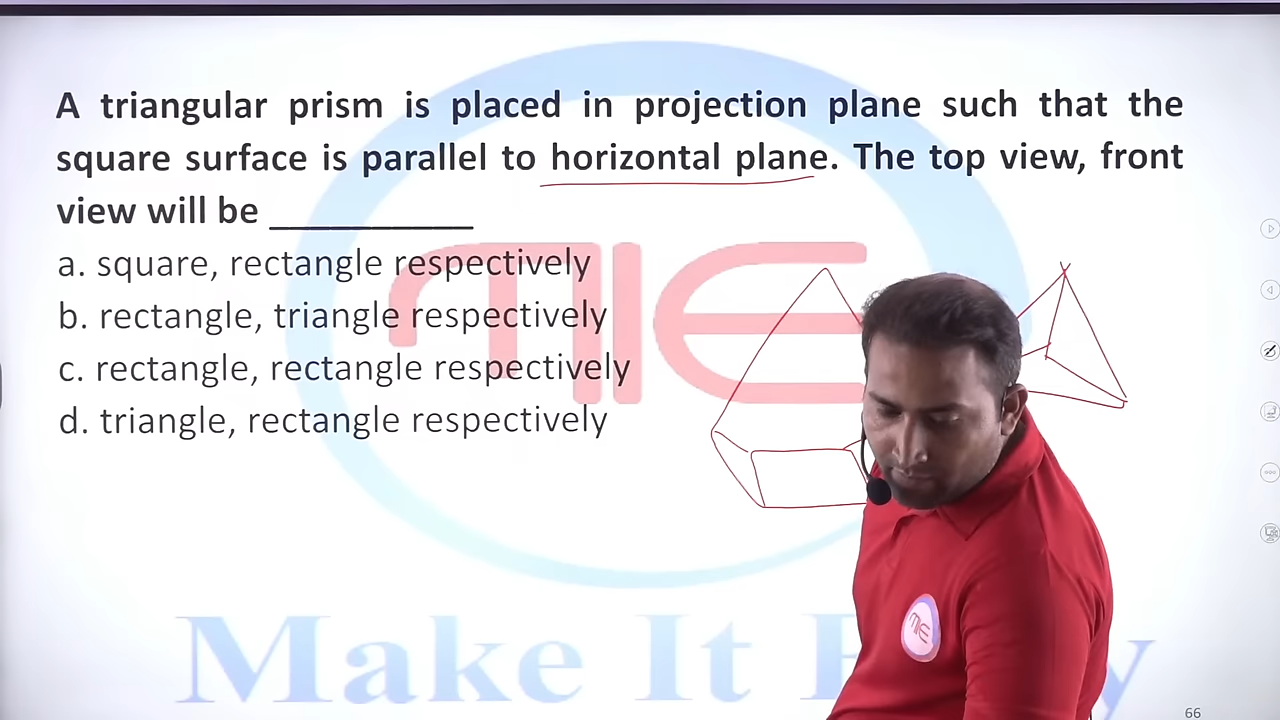 A triangular prism is placed in projection plane such that the
square surface is parallel to horizontal plane. The top view, front
view will be ___________
a. square, rectangle respectively
b. rectangle, triangle respectively
c. rectangle, rectangle respectively
d. triangle, rectangle respectively
MIE
MIE
Make It E y
66